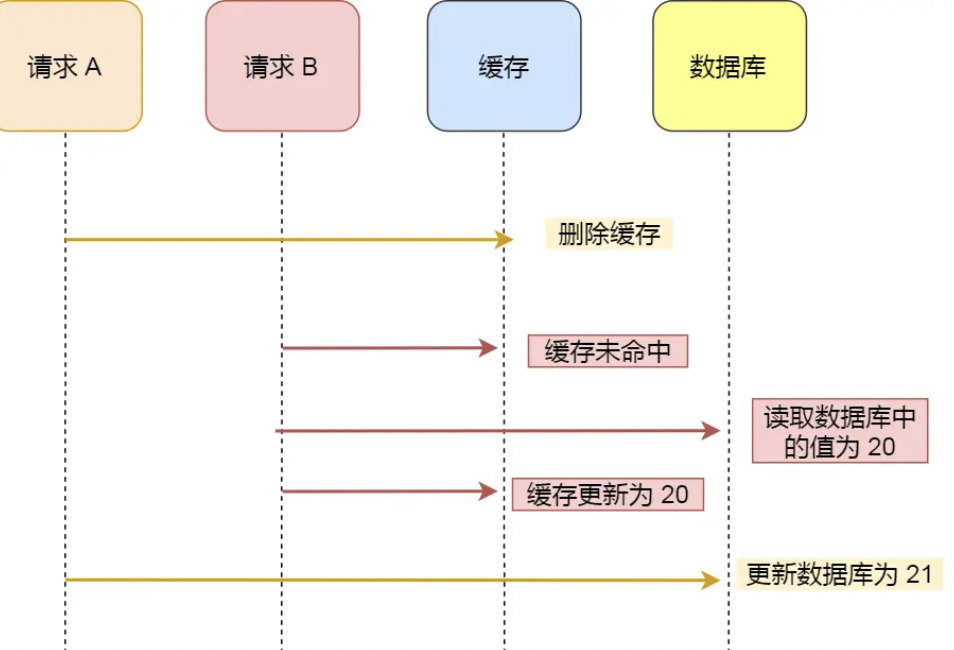 请求 A
请求 B
缓存
数据库
删除缓存
缓存未命中
读取数据库中
的值为 20
缓存更新为 20
更新数据库为 21